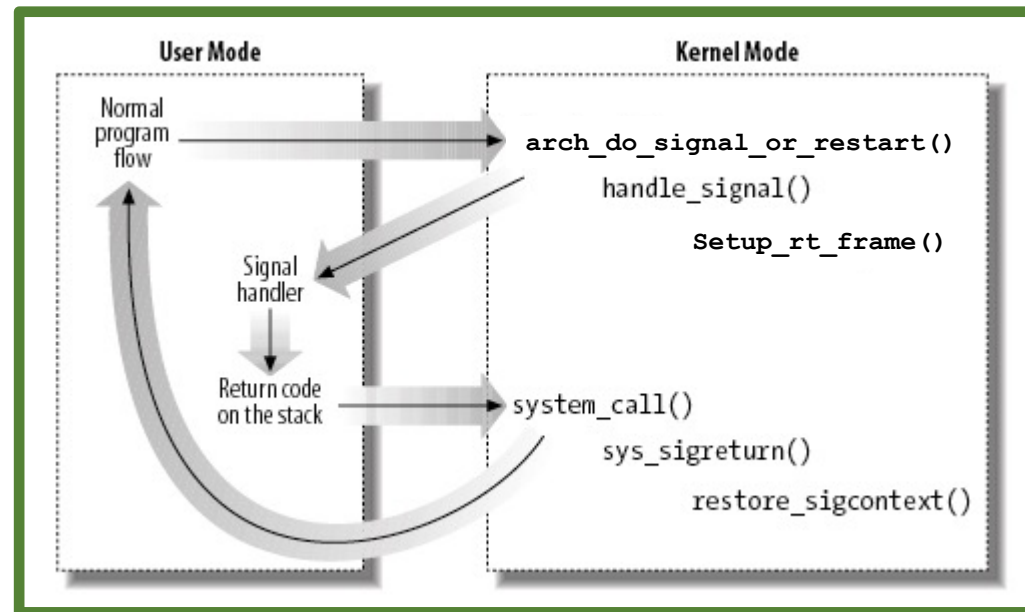 User Mode
Kernel Mode
Normal
program
flow
arch_do_signal_or_restart()
handle_signal()
Setup_rt_frame()
Signal
handler
Return code
on the stack
system_call()
sys_sigreturn()
restore_sigcontext()